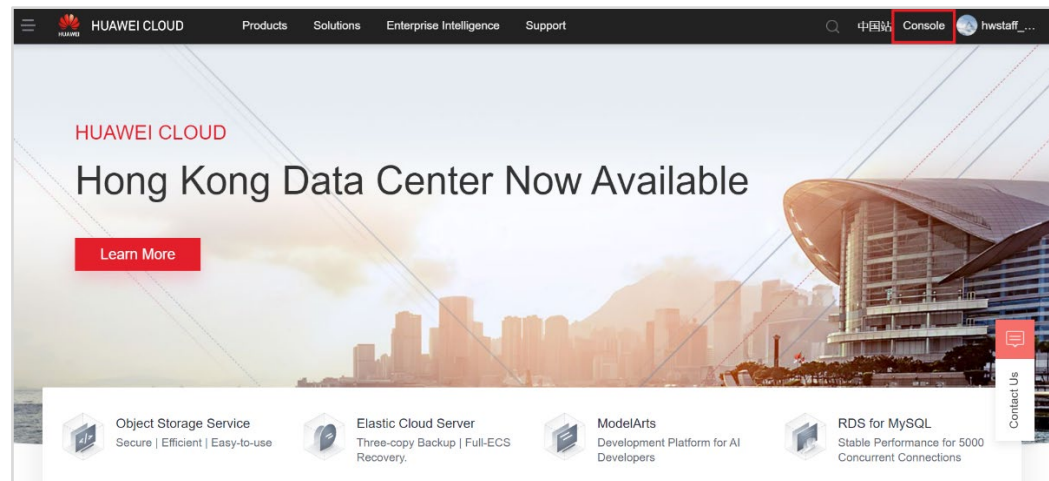 HUAWEI
HUAWEI CLOUD
Products
Solutions
Enterprise Intelligence
Support
中国站
Console
hwstaff_...
HUAWEI CLOUD
Hong Kong Data Center Now Available
Learn More
Contact Us
Object Storage Service
Secure | Efficient | Easy-to-use
Elastic Cloud Server
Three-copy Backup | Full-ECS
Recovery.
ModelArts
Development Platform for AI
Developers
RDS for MySQL
Stable Performance for 5000
Concurrent Connections